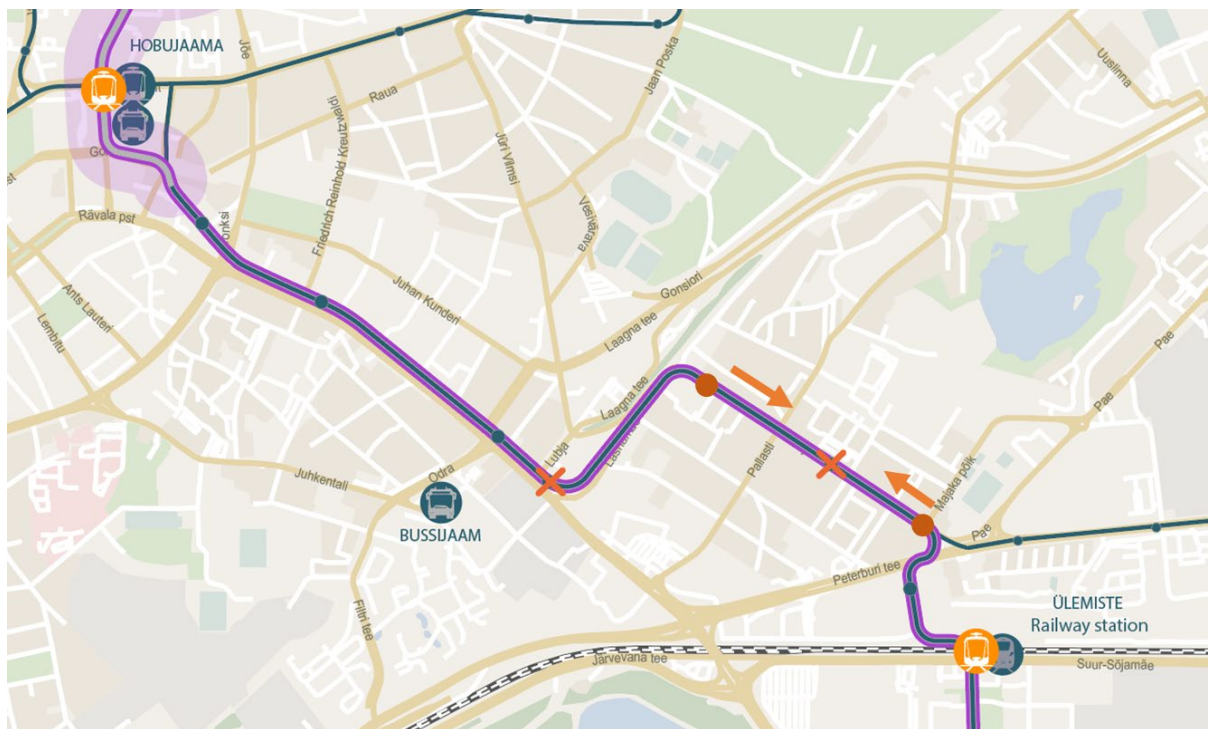 HOBUJAAMA
Jõe
Raua
Friedrich Reinhold Kreutzwaldi
Jüri Vilmsi
Jaan Poska
Uuslinna
Rävala pst
Vesivärava
Gonsiori
Ants Lauteri
Lembitu
Juhan Kunderi
Laagna tee
Laagna tee
Pae
Pae
Lubja
Odra
Juhkentali
Pallasti
Majaka põik
BUSSIJAAM
Pae
Peterburi tee
Filtri tee
ÜLEMISTE
Railway station
Järvevana tee
Suur-Sõjamäe